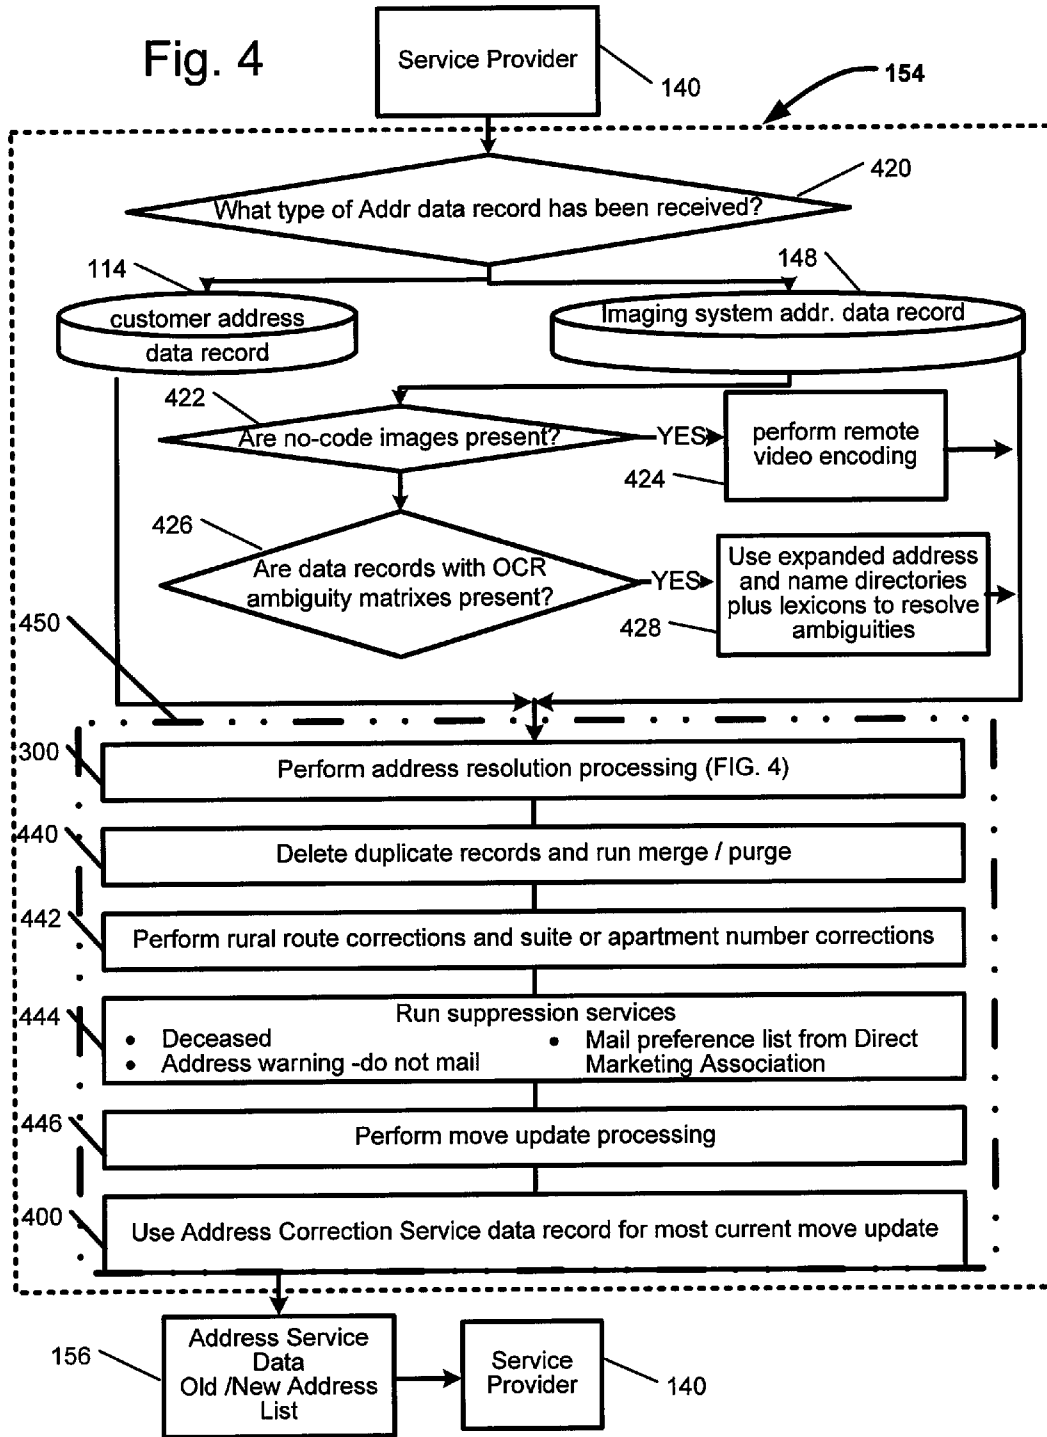 Fig. 4
Service Provider
140
154
What type of Addr data record has been received?
420
114
148
customer address
data record
Imaging system addr. data record
422
Are no-code images present?
YES
perform remote
video encoding
424
426
Are data records with OCR
ambiguity matrixes present?
YES
Use expanded address
and name directories
plus lexicons to resolve
ambiguities
428
450
300
Perform address resolution processing (FIG. 4)
440
Delete duplicate records and run merge / purge
442
Perform rural route corrections and suite or apartment number corrections
444
Run suppression services
• Deceased
• Address warning -do not mail
• Mail preference list from Direct
Marketing Association
446
Perform move update processing
400
Use Address Correction Service data record for most current move update
156
Address Service
Data
Old /New Address
List
Service
Provider
140